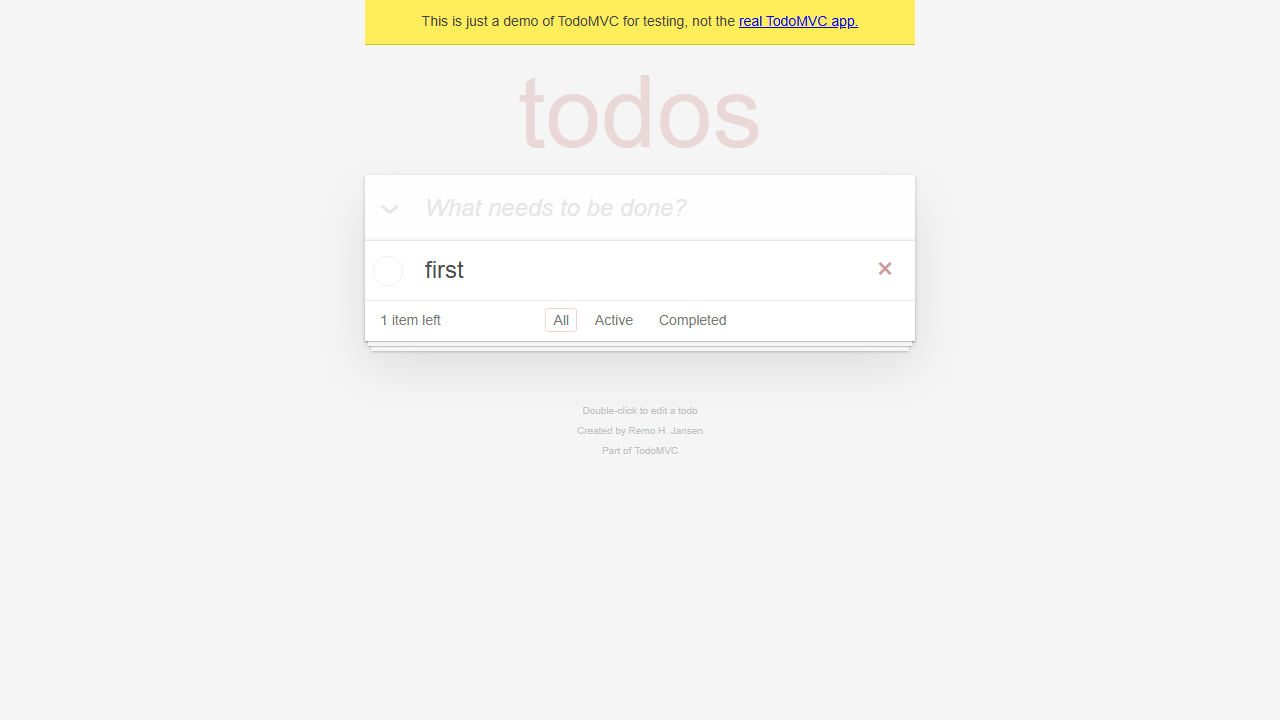 This is just a demo of TodoMVC for testing, not the real TodoMVC app.
todos
What needs to be done?
first
1 item left All Active Completed
Double-click to edit a todo
Created by Remo H. Jansen
Part of TodoMVC